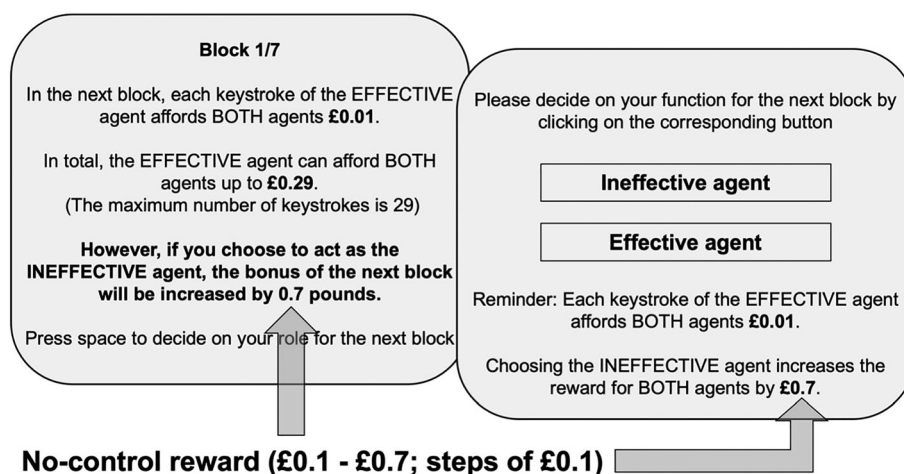 Block 1/7
In the next block, each keystroke of the EFFECTIVE
agent affords BOTH agents £0.01.
In total, the EFFECTIVE agent can afford BOTH
agents up to £0.29.
(The maximum number of keystrokes is 29)
However, if you choose to act as the
INEFFECTIVE agent, the bonus of the next block
will be increased by 0.7 pounds.
Press space to decide on your role for the next block
Please decide on your function for the next block by
clicking on the corresponding button
Ineffective agent
Effective agent
Reminder: Each keystroke of the EFFECTIVE agent
affords BOTH agents £0.01.
Choosing the INEFFECTIVE agent increases the
reward for BOTH agents by £0.7.
No-control reward (£0.1 - £0.7; steps of £0.1)